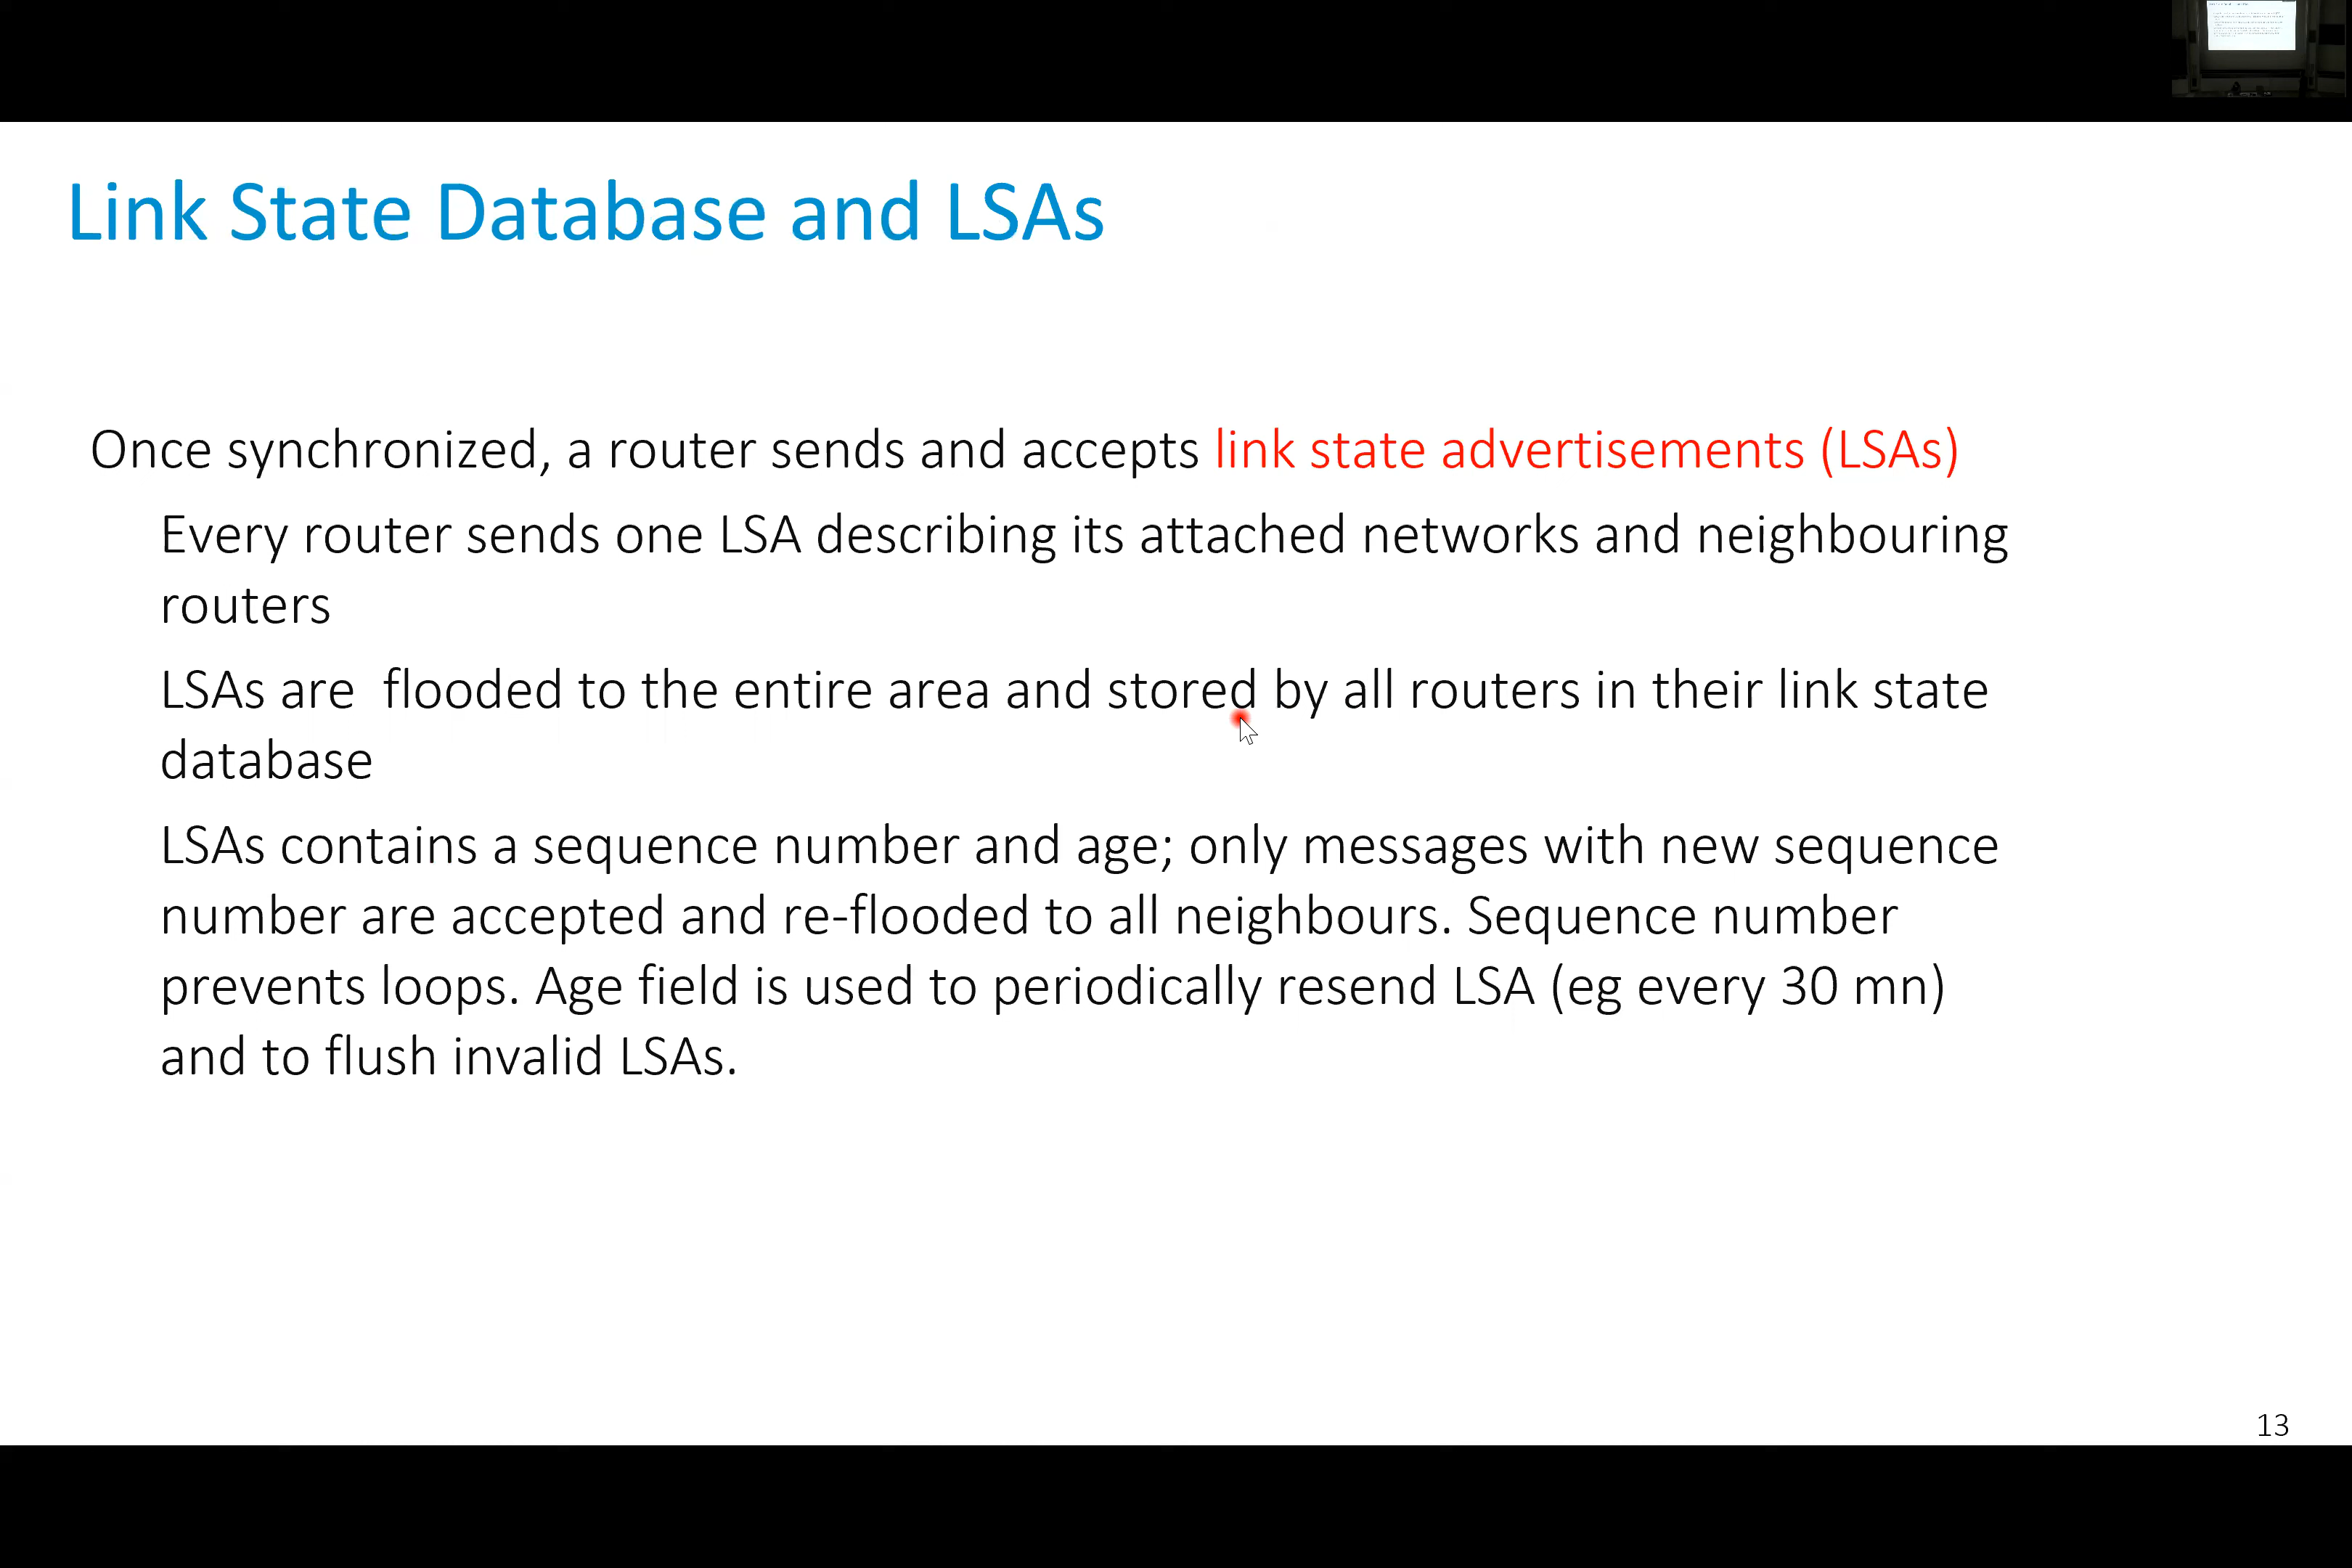 Link State Database and LSAs
Once synchronized, a router sends and accepts link state advertisements (LSAs)
Every router sends one LSA describing its attached networks and neighbouring
routers
LSAs are flooded to the entire area and stored by all routers in their link state
database
LSAs contains a sequence number and age; only messages with new sequence
number are accepted and re-flooded to all neighbours. Sequence number
prevents loops. Age field is used to periodically resend LSA (eg every 30 mn)
and to flush invalid LSAs.
13